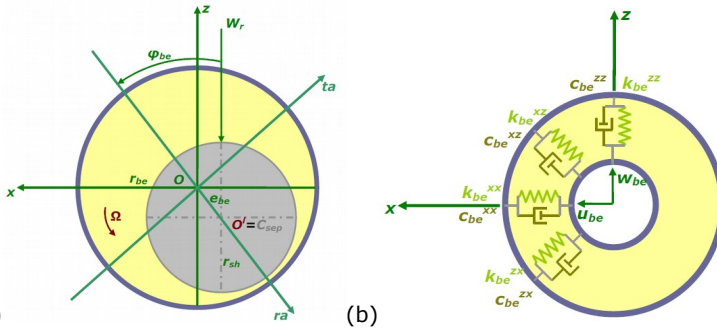 z
W_r
φ_be
ta
r_be
O
x
e_be
Ω
O'=C_sep
r_sh
ra
)
(b)
z
c_be^zz k_be^zz
k_be^xz
c_be^xz
k_be^xx
w_be
x
u_be
c_be^xx
k_be^zx
c_be^zx